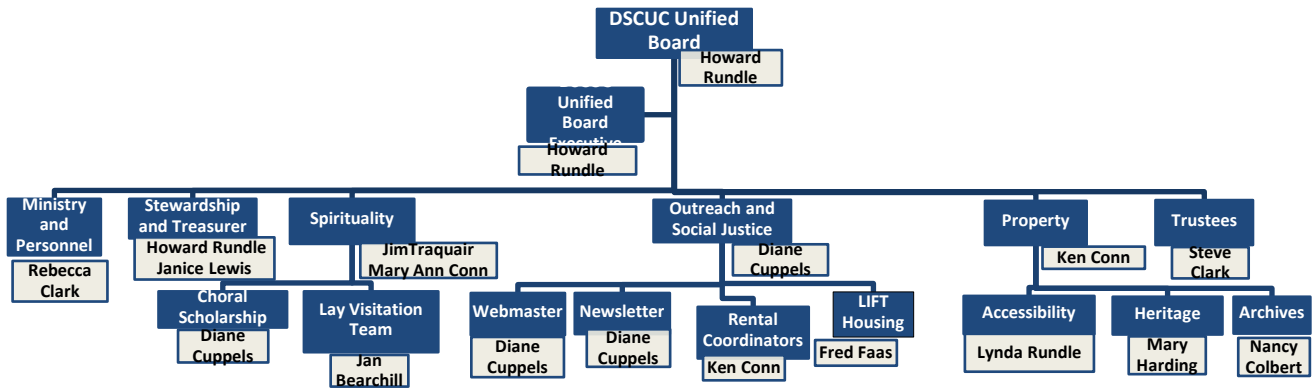 DSCUC Unified
Board
Howard
Rundle
Unified
Board
Executive
Howard
Rundle
Ministry
and
Personnel
Rebecca
Clark
Stewardship
and Treasurer
Howard Rundle
Janice Lewis
Spirituality
JimTraquair
Mary Ann Conn
Outreach and
Social Justice
Diane
Cuppels
Property
Ken Conn
Trustees
Steve
Clark
Choral
Scholarship
Diane
Cuppels
Lay Visitation
Team
Jan
Bearchill
Webmaster
Diane
Cuppels
Newsletter
Diane
Cuppels
Rental
Coordinators
Ken Conn
LIFT
Housing
Fred Faas
Accessibility
Lynda Rundle
Heritage
Mary
Harding
Archives
Nancy
Colbert